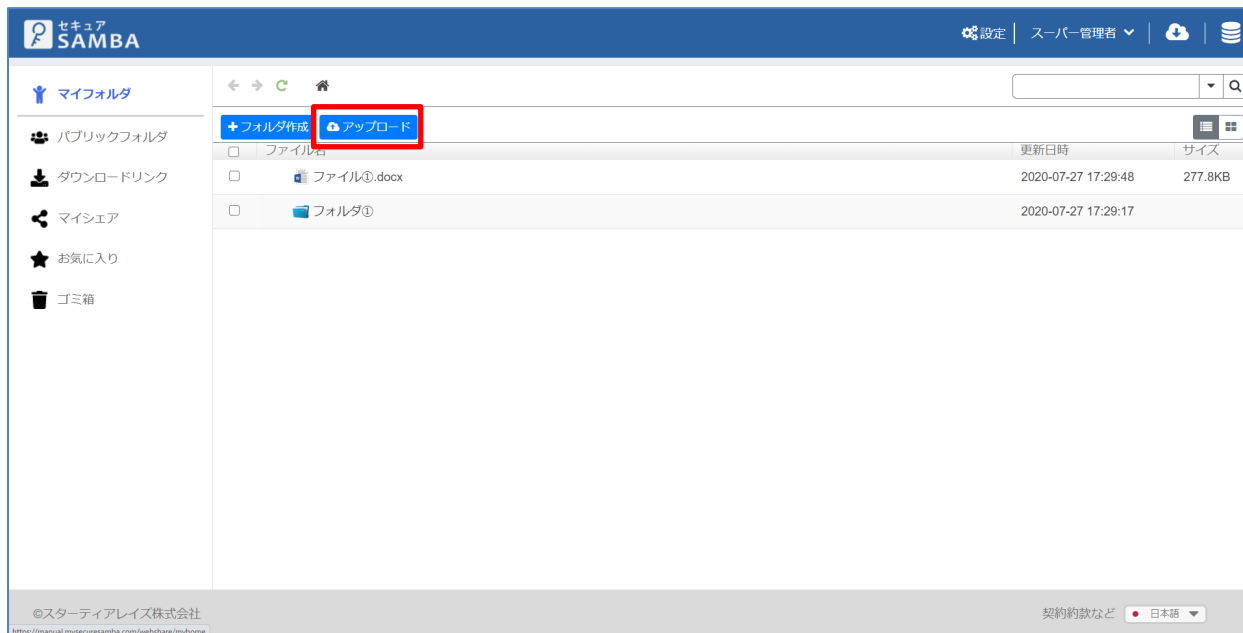 セキュア
SAMBA
設定
スーパー管理者
マイフォルダ
パブリックフォルダ
ダウンロードリンク
マイシェア
お気に入り
ゴミ箱
+フォルダ作成
アップロード
ファイル名
更新日時
サイズ
ファイル①.docx
2020-07-27 17:29:48
277.8KB
フォルダ①
2020-07-27 17:29:17
©スターティアレイズ株式会社
契約約款など
日本語
https://manual.mysecuresamba.com/webshare/myhome